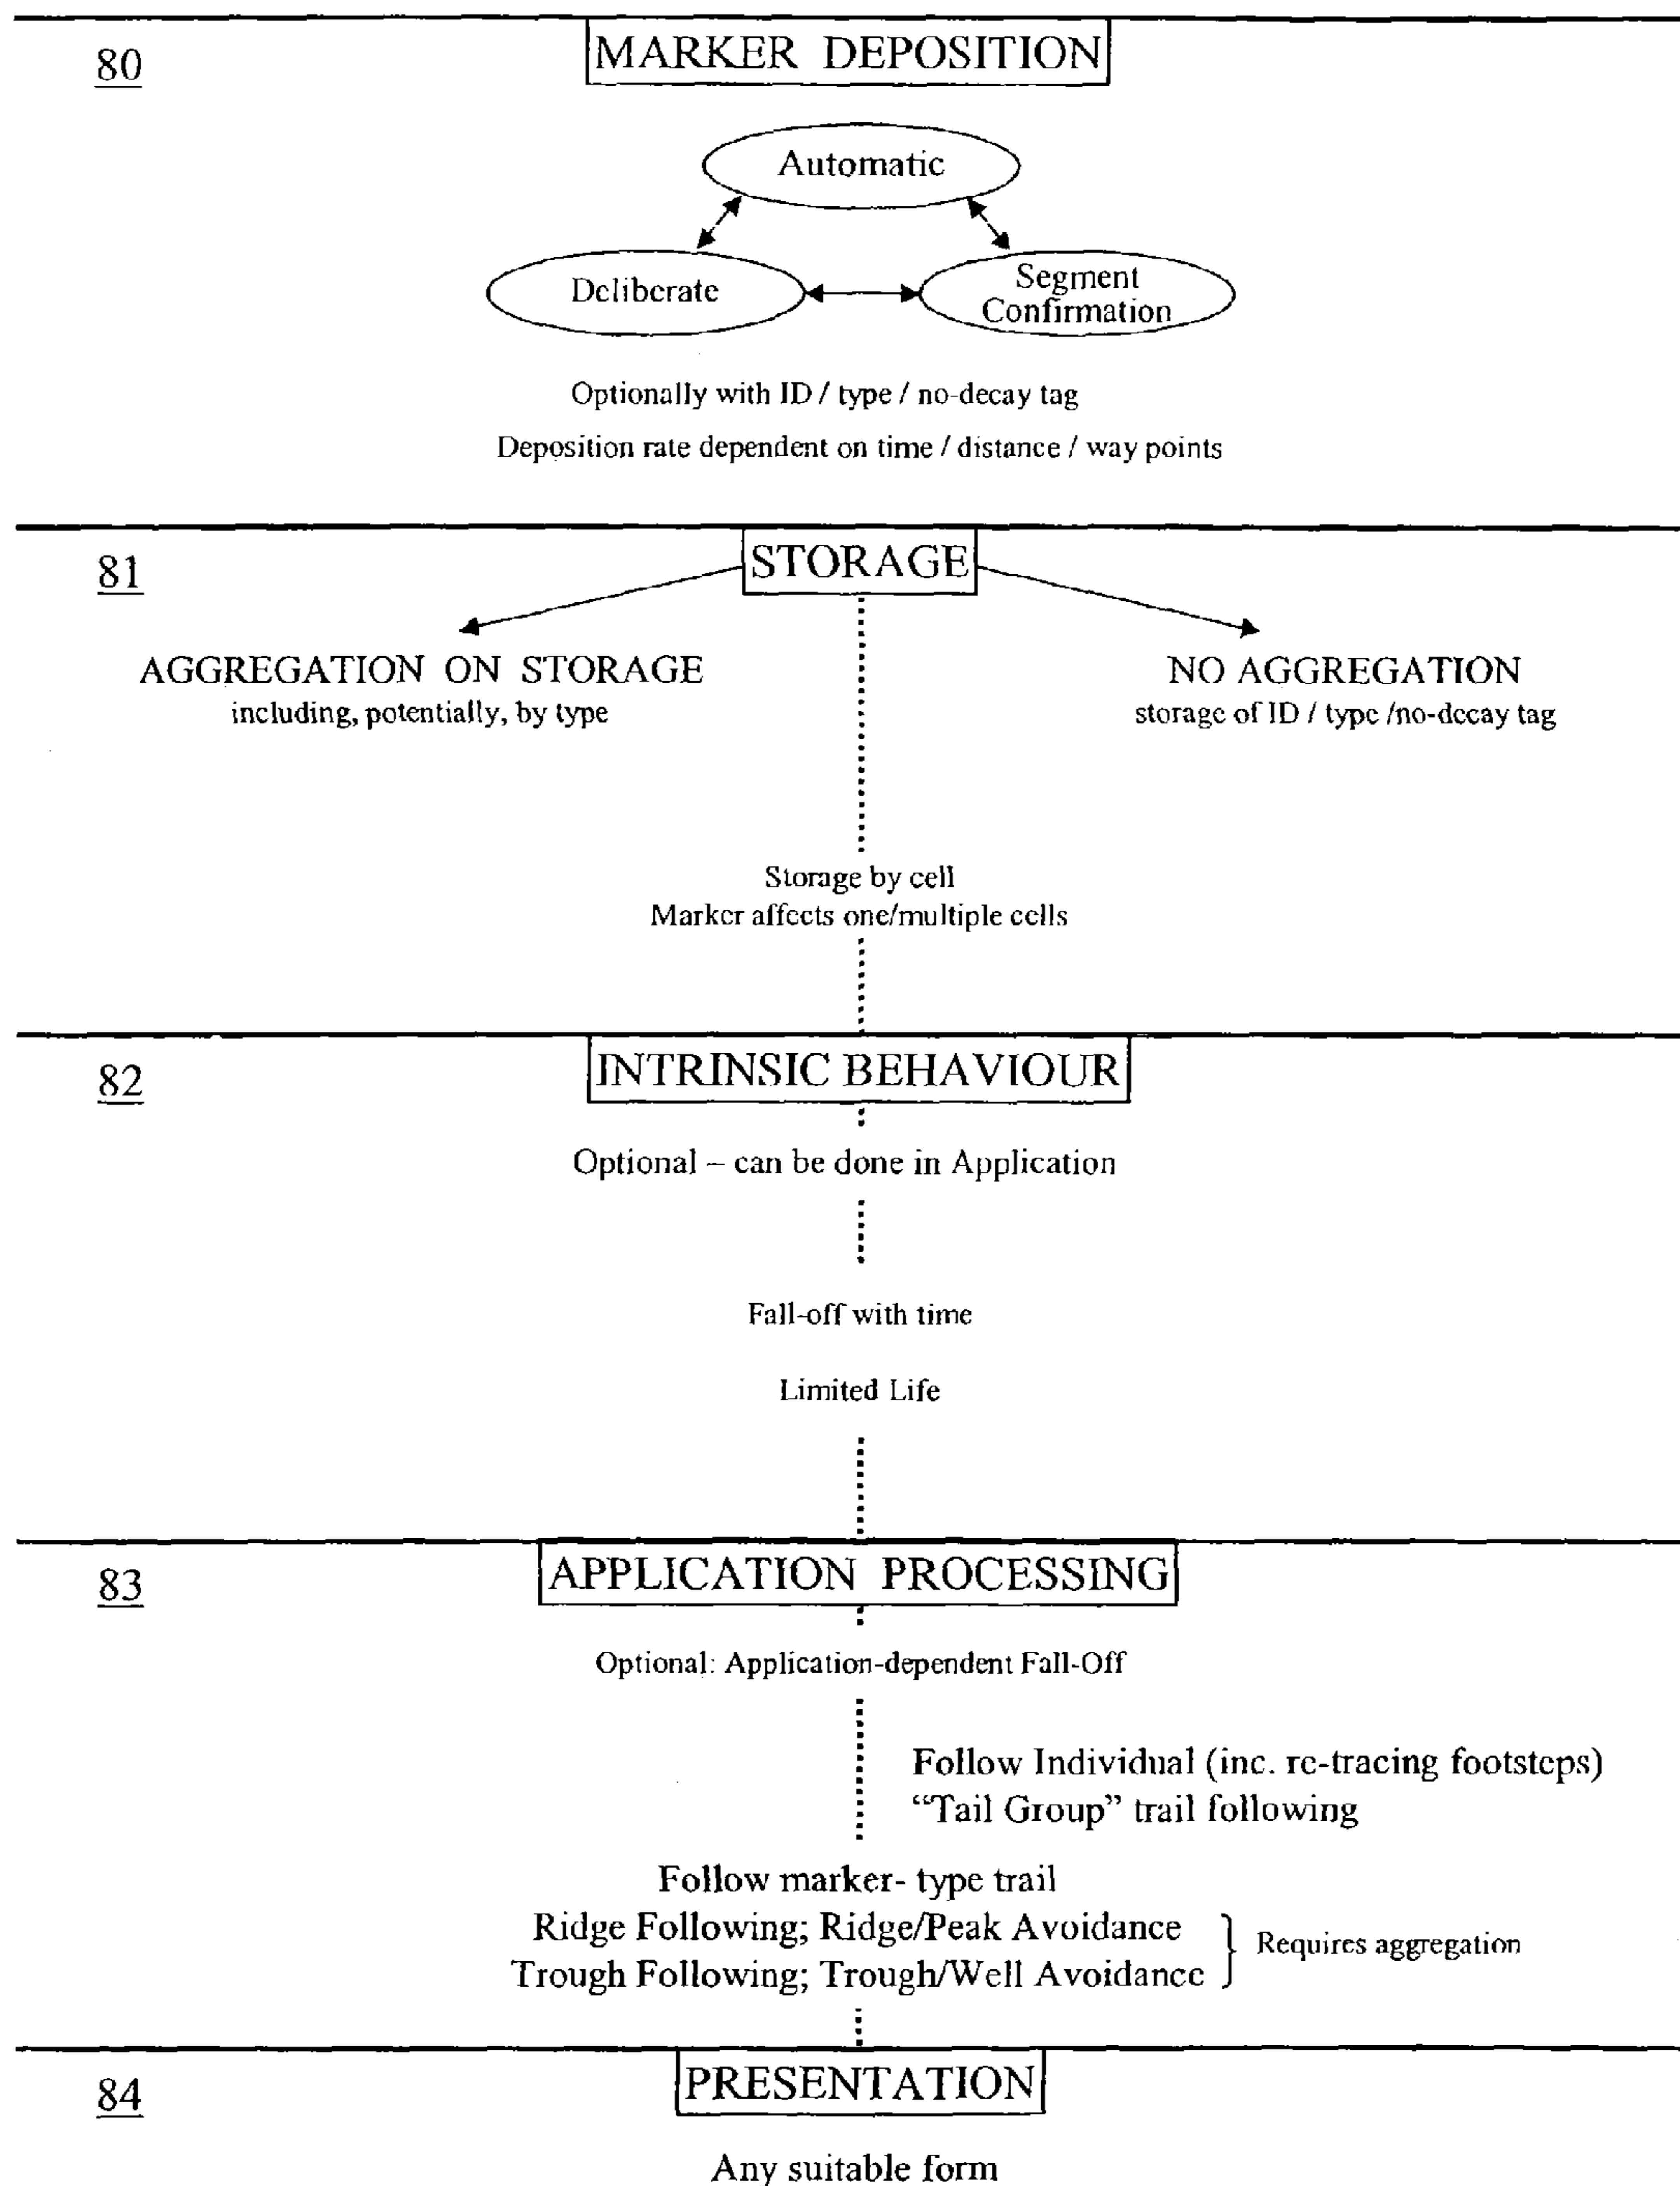 80
MARKER DEPOSITION
Automatic
Deliberate
Segment
Confirmation
Optionally with ID / type / no-decay tag
Deposition rate dependent on time / distance / way points
81
STORAGE
AGGREGATION ON STORAGE
including, potentially, by type
NO AGGREGATION
storage of ID / type /no-decay tag
Storage by cell
Marker affects one/multiple cells
82
INTRINSIC BEHAVIOUR
Optional – can be done in Application
Fall-off with time
Limited Life
83
APPLICATION PROCESSING
Optional: Application-dependent Fall-Off
Follow Individual (inc. re-tracing footsteps)
“Tail Group” trail following
Follow marker- type trail
Ridge Following; Ridge/Peak Avoidance
Trough Following; Trough/Well Avoidance
Requires aggregation
84
PRESENTATION
Any suitable form